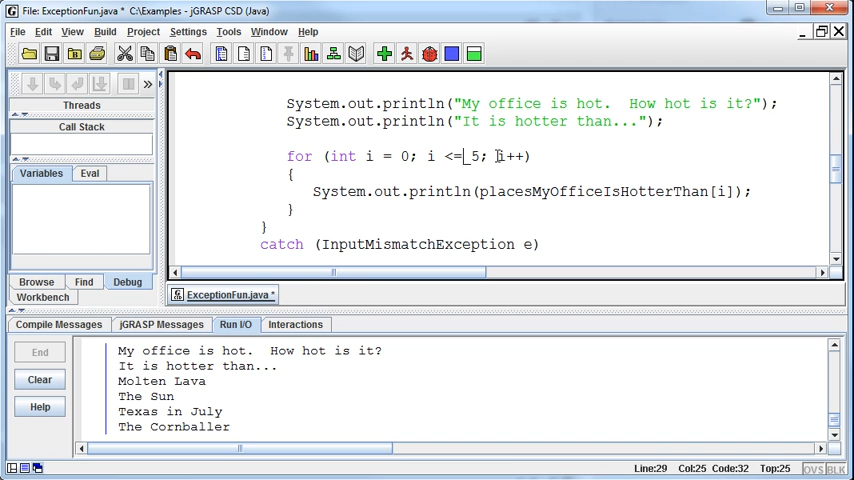 File: ExceptionFun.java *  C:\Examples - jGRASP CSD (Java)
File Edit View Build Project Settings Tools Window Help
Threads
Call Stack
Variables Eval
Browse Find Debug
Workbench
System.out.println("My office is hot.  How hot is it?");
System.out.println("It is hotter than...");
for (int i = 0; i <= 5; i++)
{
System.out.println(placesMyOfficeIsHotterThan[i]);
}
}
catch (InputMismatchException e)
ExceptionFun.java *
Compile Messages jGRASP Messages Run I/O Interactions
End
Clear
Help
My office is hot.  How hot is it?
It is hotter than...
Molten Lava
The Sun
Texas in July
The Cornballer
Line:29 Col:25 Code:32 Top:25 OVS BLK